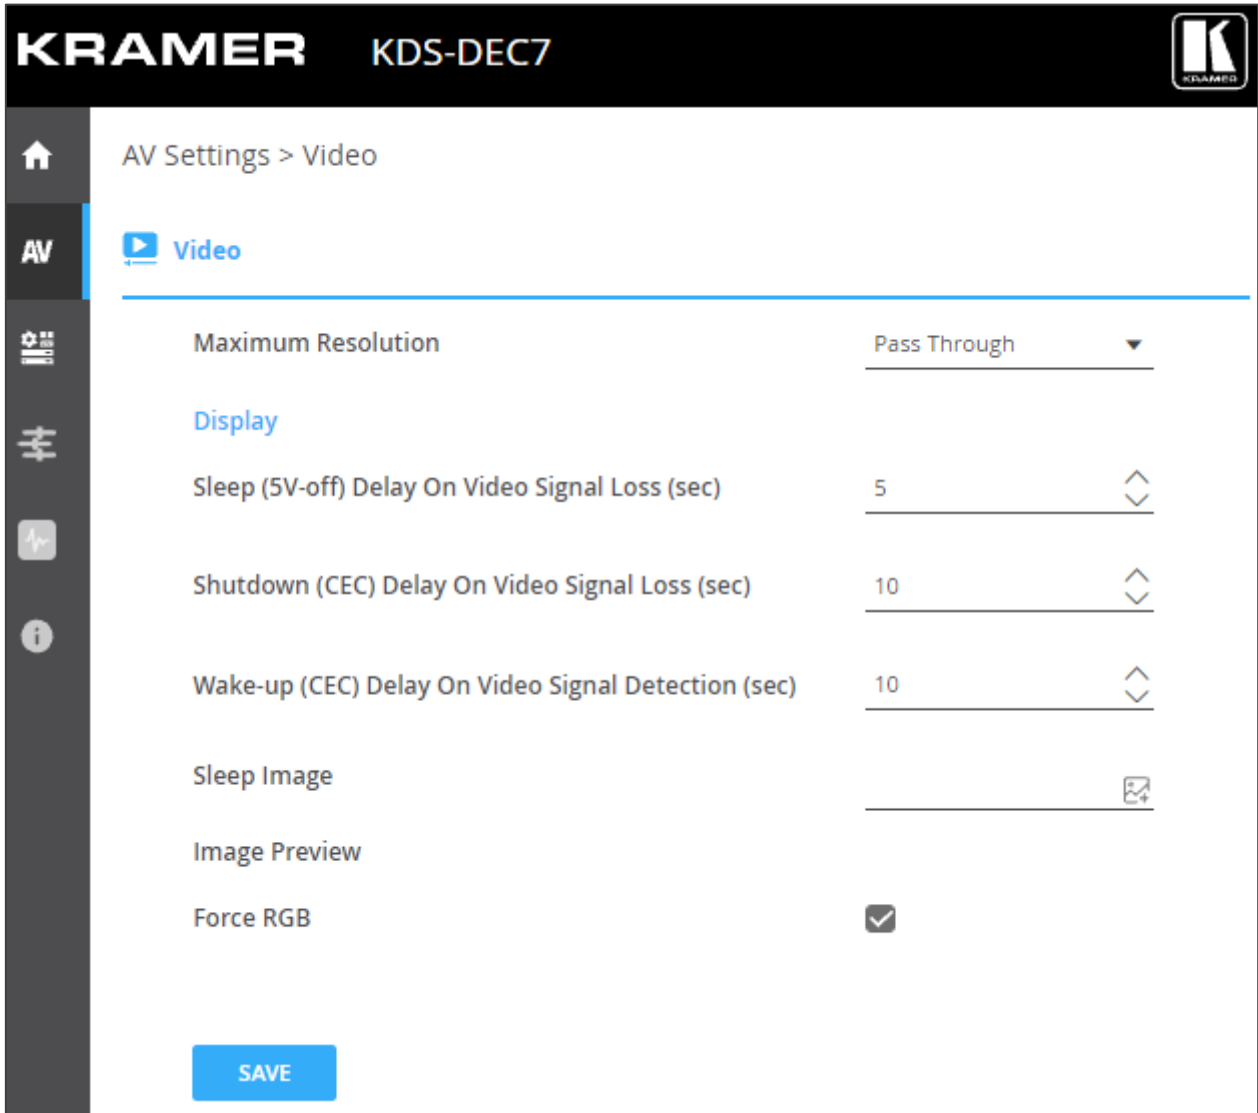 KRAMER KDS-DEC7
KRAMER
AV Settings > Video
AV
Video
Maximum Resolution Pass Through
Display
Sleep (5V-off) Delay On Video Signal Loss (sec) 5
Shutdown (CEC) Delay On Video Signal Loss (sec) 10
Wake-up (CEC) Delay On Video Signal Detection (sec) 10
Sleep Image
Image Preview
Force RGB
SAVE